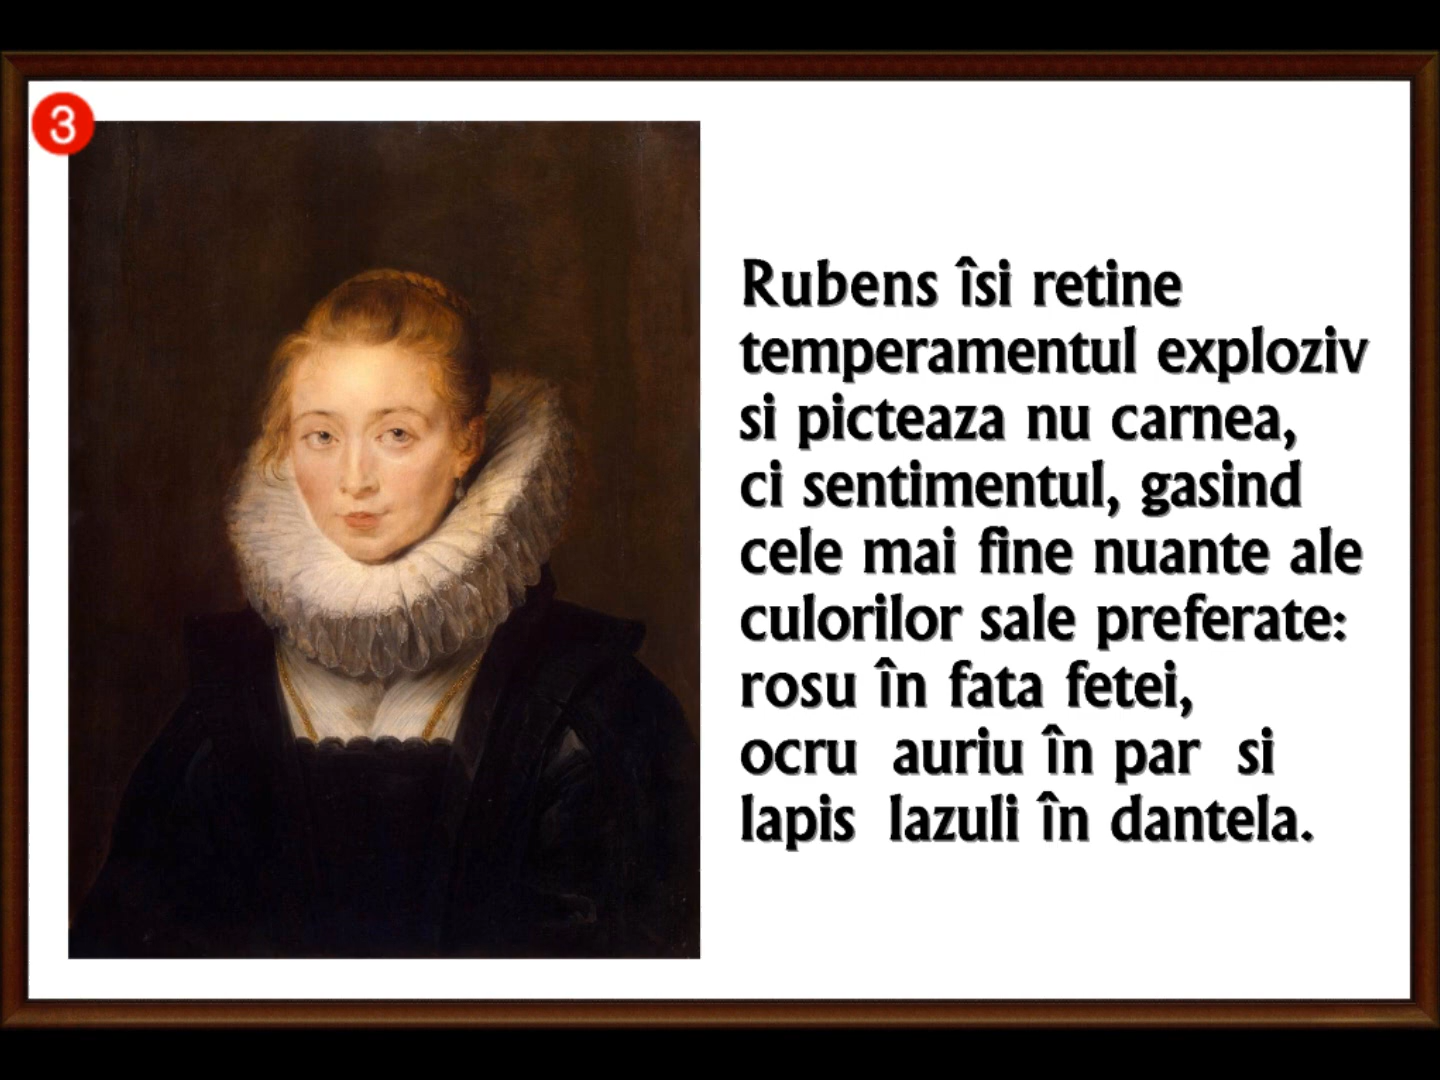 3
Rubens îsi retine
temperamentul exploziv
si picteaza nu carnea,
ci sentimentul, gasind
cele mai fine nuante ale
culorilor sale preferate:
rosu în fata fetei,
ocru auriu în par si
lapis lazuli în dantela.